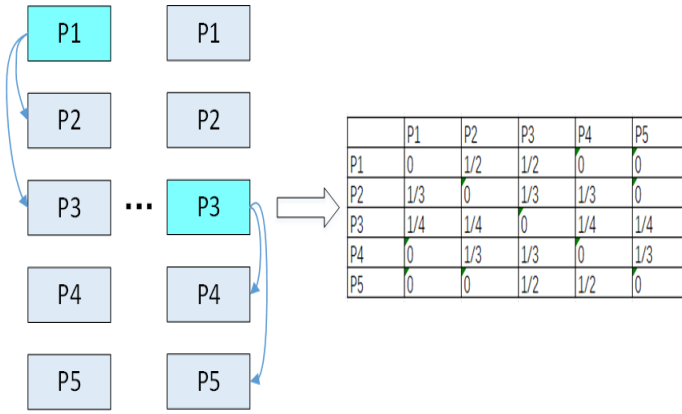 P1 P1
P2 P2
P3 ... P3
P4 P4
P5 P5
P1 P2 P3 P4 P5
P1 0 1/2 1/2 0 0
P2 1/3 0 1/3 1/3 0
P3 1/4 1/4 0 1/4 1/4
P4 0 1/3 1/3 0 1/3
P5 0 0 1/2 1/2 0